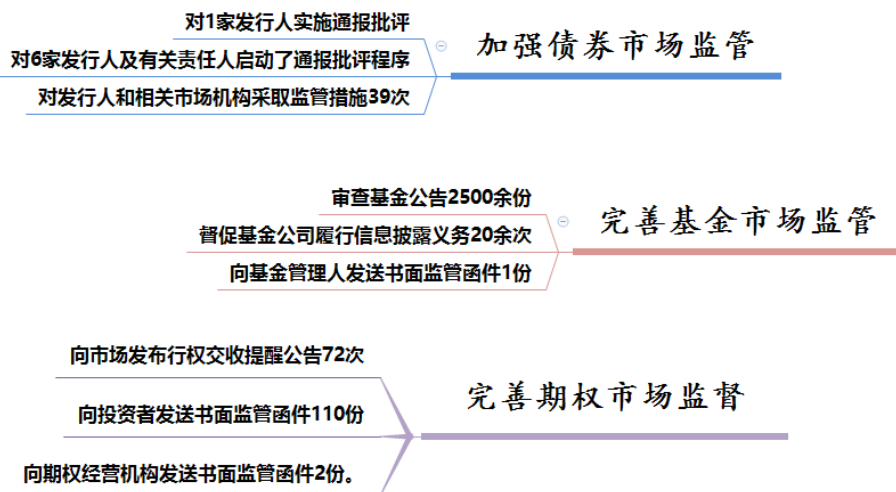 对1家发行人实施通报批评
对6家发行人及有关责任人启动了通报批评程序
对发行人和相关市场机构采取监管措施39次
加强债券市场监管
审查基金公告2500余份
督促基金公司履行信息披露义务20余次
向基金管理人发送书面监管函件1份
完善基金市场监管
向市场发布行权交收提醒公告72次
向投资者发送书面监管函件110份
向期权经营机构发送书面监管函件2份。
完善期权市场监督